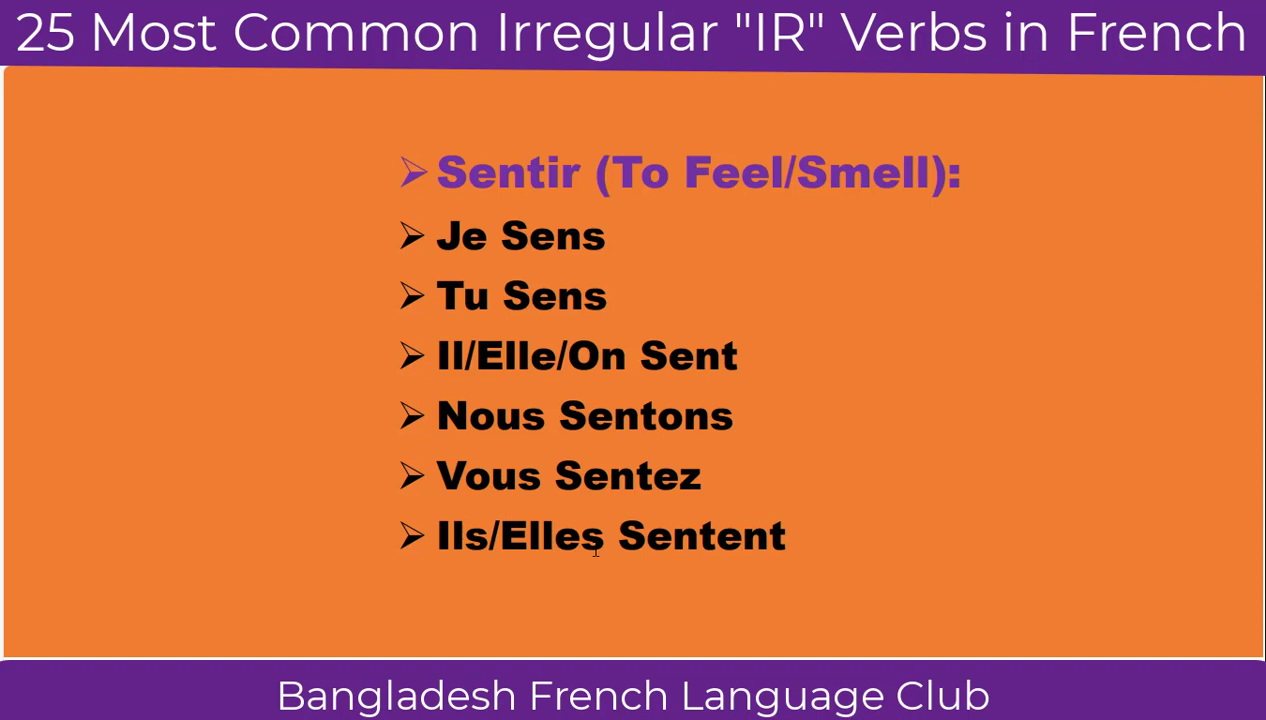 25 Most Common Irregular "IR" Verbs in French
Sentir (To Feel/Smell):
Je Sens
Tu Sens
Il/Elle/On Sent
Nous Sentons
Vous Sentez
Ils/Elles Sentent
Bangladesh French Language Club